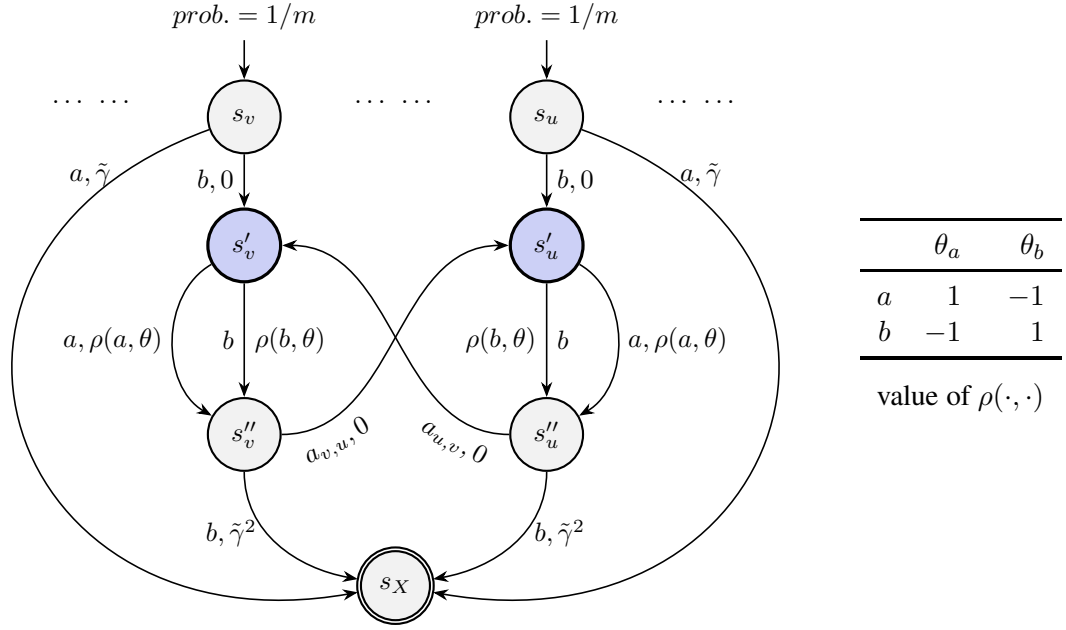 prob. = 1/m prob. = 1/m
... ... ... ... ... ...
s_v s_u
a, γ̃ a, γ̃
b, 0 b, 0
s′_v s′_u
a, ρ(a, θ) b ρ(b, θ) ρ(b, θ) b a, ρ(a, θ)
s″_v s″_u
a_{v,u}, 0 a_{u,v}, 0
b, γ̃² b, γ̃²
s_X
θ_a θ_b
a 1 −1
b −1 1
value of ρ(·, ·)